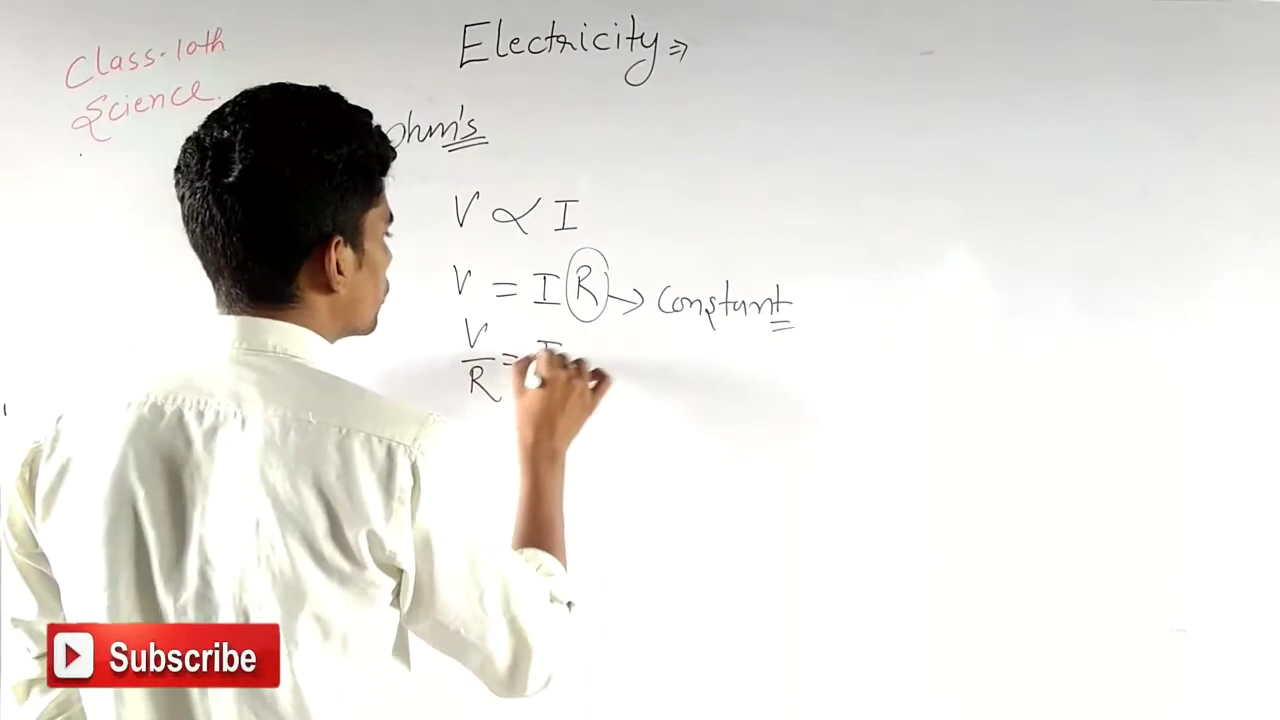 Electricity ⇒
Class-10th
Science.
ohm's
V ∝ I
V = I R → Constant
V/R = I
Subscribe